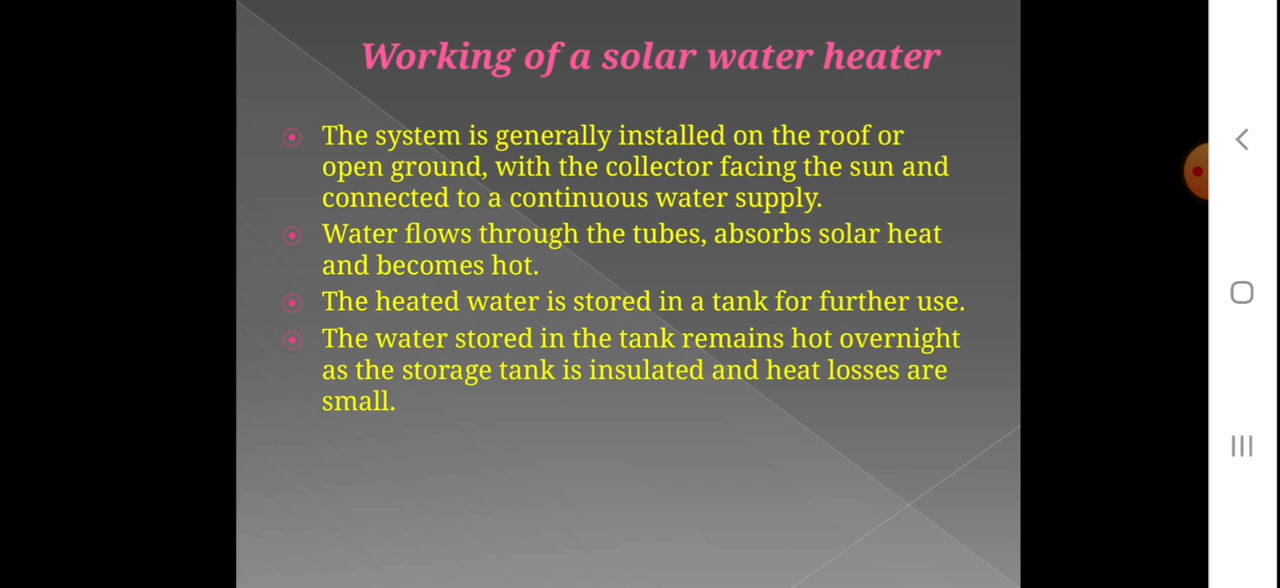 Working of a solar water heater
The system is generally installed on the roof or
open ground, with the collector facing the sun and
connected to a continuous water supply.
Water flows through the tubes, absorbs solar heat
and becomes hot.
The heated water is stored in a tank for further use.
The water stored in the tank remains hot overnight
as the storage tank is insulated and heat losses are
small.